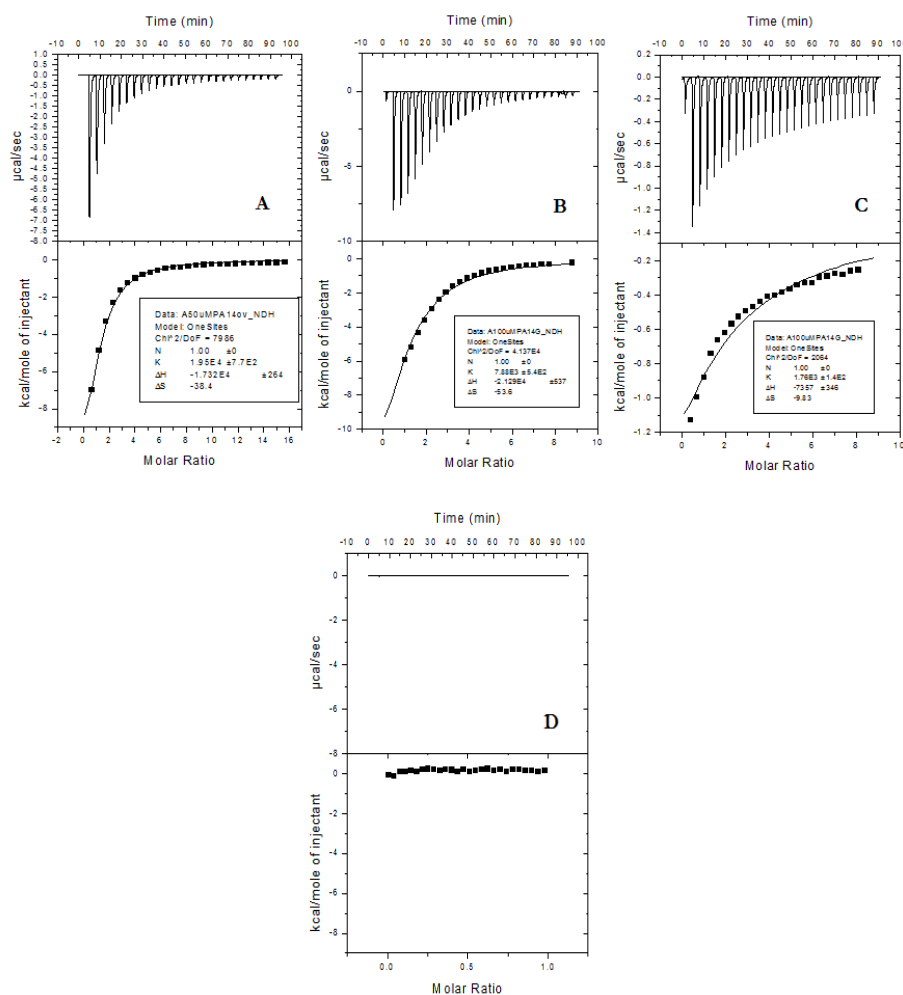 Time (min)
-10 0 10 20 30 40 50 60 70 80 90 100
1.0
0.5
0.0
-0.5
-1.0
-1.5
-2.0
-2.5
-3.0
-3.5
-4.0
-4.5
-5.0
-5.5
-6.0
-6.5
-7.0
-7.5
-8.0
µcal/sec
A
0
-2
-4
-6
-8
kcal/mole of injectant
Data: A50uMPA14ov_NDH
Model: OneSites
Chi^2/DoF = 7986
N 1.00 ±0
K 1.95E4 ±7.7E2
ΔH -1.732E4 ±264
ΔS -38.4
-2 0 2 4 6 8 10 12 14 16
Molar Ratio
Time (min)
-10 0 10 20 30 40 50 60 70 80 90 100
0
-5
-10
µcal/sec
B
0
-2
-4
-6
-8
-10
kcal/mole of injectant
Data: A100uMPA14G_NDH
Model: OneSites
Chi^2/DoF = 4.137E4
N 1.00 ±0
K 7.88E3 ±5.4E2
ΔH -2.129E4 ±537
ΔS -53.6
-2 0 2 4 6 8 10
Molar Ratio
Time (min)
-10 0 10 20 30 40 50 60 70 80 90 100
0.2
0.0
-0.2
-0.4
-0.6
-0.8
-1.0
-1.2
-1.4
µcal/sec
C
-0.2
-0.4
-0.6
-0.8
-1.0
-1.2
kcal/mole of injectant
Data: A100uMPA14G_NDH
Model: OneSites
Chi^2/DoF = 2064
N 1.00 ±0
K 1.76E3 ±1.4E2
ΔH -7357 ±346
ΔS -9.83
0 2 4 6 8 10
Molar Ratio
Time (min)
-10 0 10 20 30 40 50 60 70 80 90 100
0
-2
-4
-6
-8
µcal/sec
D
0
-2
-4
-6
-8
kcal/mole of injectant
0.0 0.5 1.0
Molar Ratio